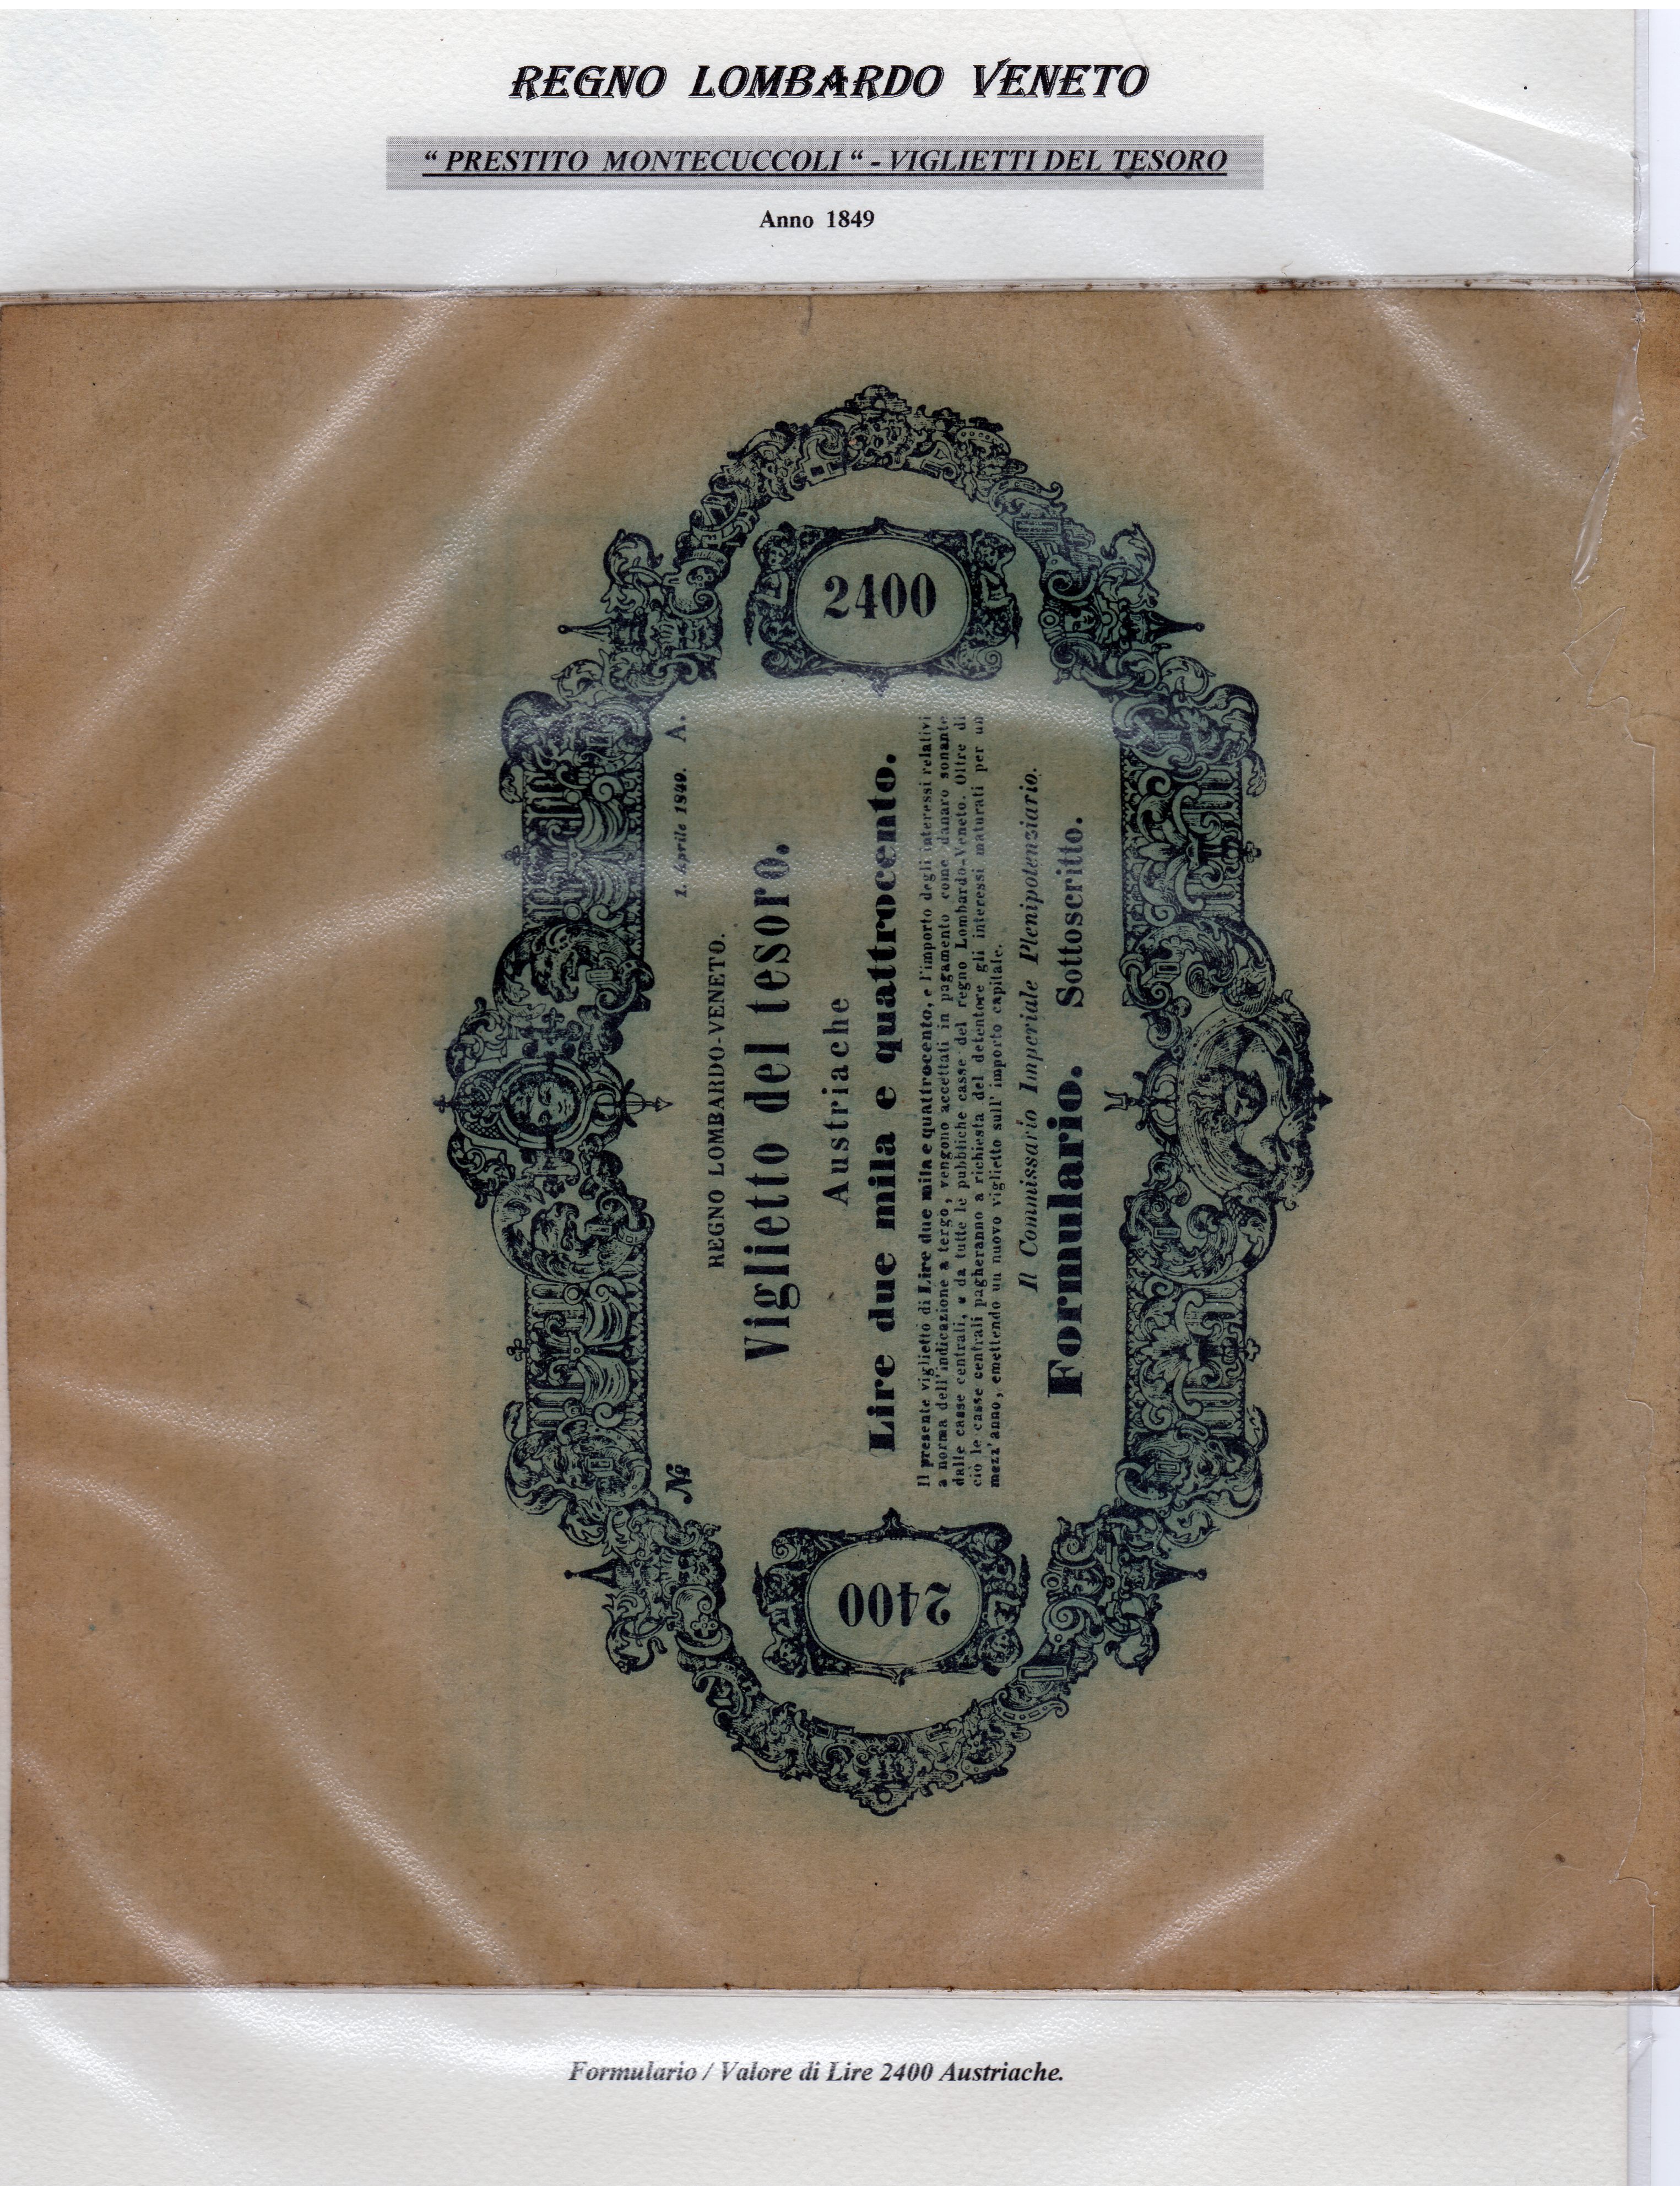 REGNO LOMBARDO VENETO
“ PRESTITO MONTECUCCOLI “ - VIGLIETTI DEL TESORO
Anno 1849
№
1. Aprile 1849. A.
REGNO LOMBARDO-VENETO.
Viglietto del tesoro.
Austriache
2400
2400
Lire due mila e quattrocento.
Il presente viglietto di Lire due mila e quattrocento, e l'importo degli interessi relativi
a norma dell'indicazione a tergo, vengono accettati in pagamento come danaro sonante
dalle casse centrali, e da tutte le pubbliche casse del regno Lombardo-Veneto. Oltre di
ciò le casse centrali pagheranno a richiesta del detentore gli interessi maturati per un
mezz'anno, emettendo un nuovo viglietto sull' importo capitale.
Il Commissario Imperiale Plenipotenziario.
Formulario. Sottoscritto.
Formulario / Valore di Lire 2400 Austriache.